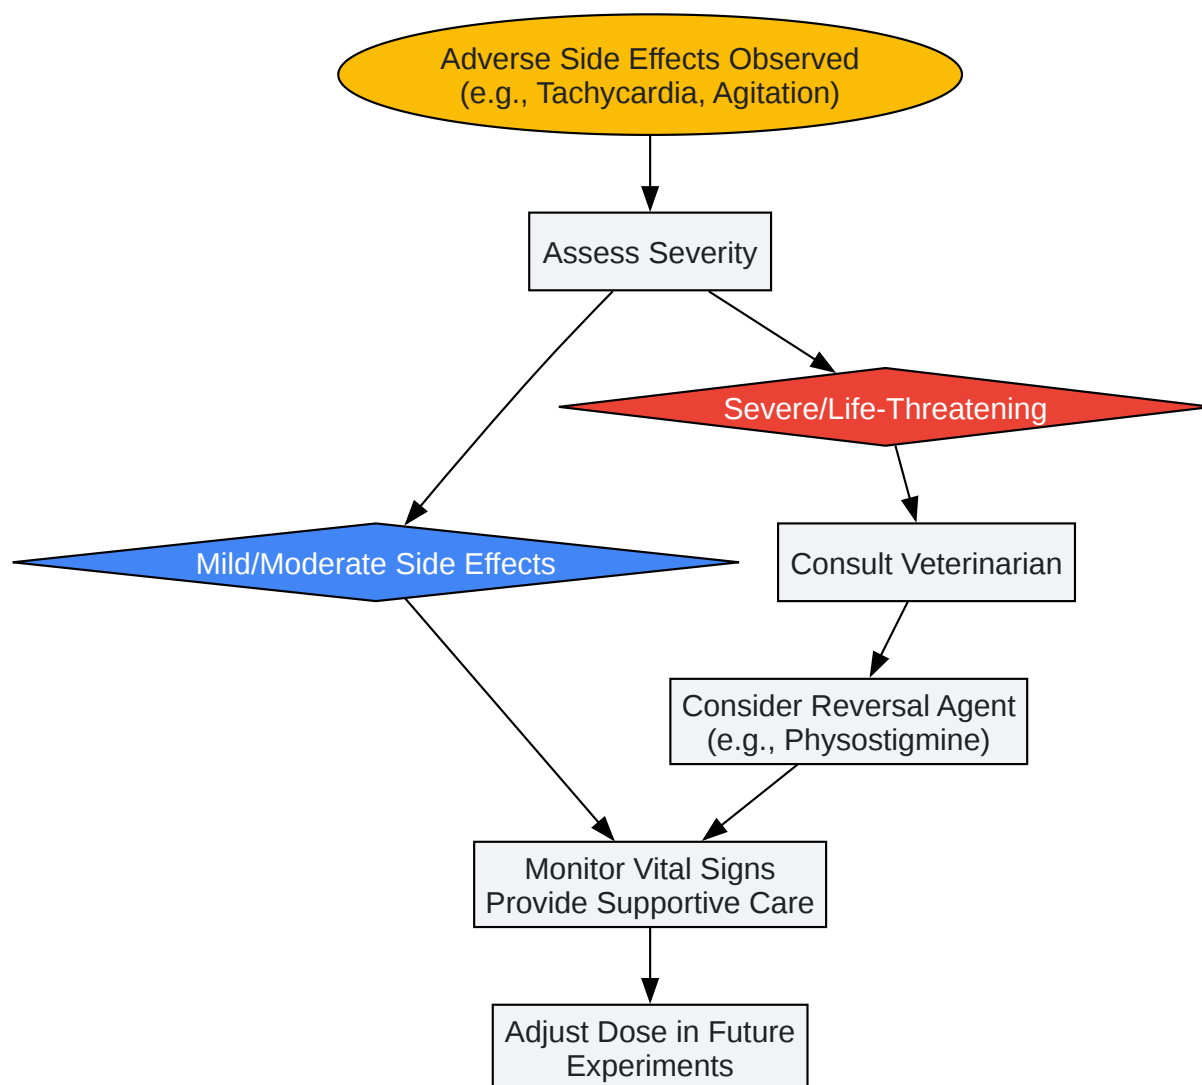 Adverse Side Effects Observed
(e.g., Tachycardia, Agitation)
Assess Severity
Severe/Life-Threatening
Mild/Moderate Side Effects
Consult Veterinarian
Consider Reversal Agent
(e.g., Physostigmine)
Monitor Vital Signs
Provide Supportive Care
Adjust Dose in Future
Experiments